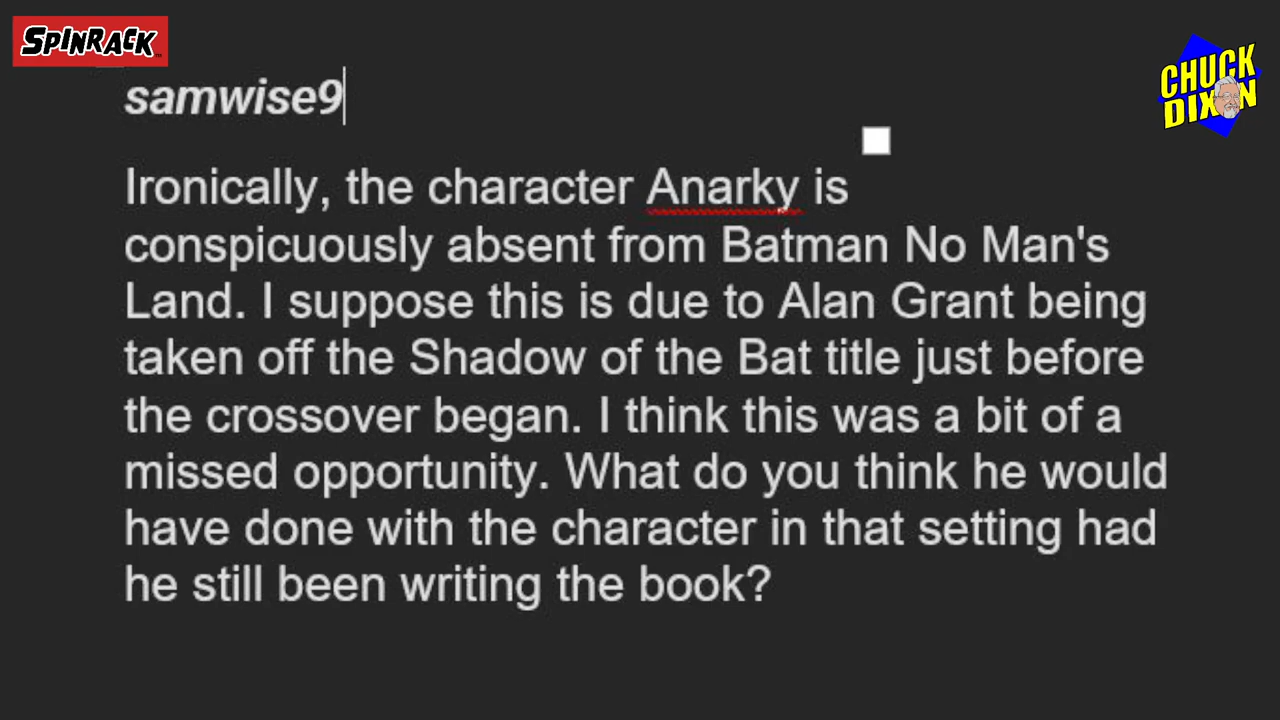 SPINRACK
CHUCK
DIXON
samwise9
Ironically, the character Anarky is
conspicuously absent from Batman No Man's
Land. I suppose this is due to Alan Grant being
taken off the Shadow of the Bat title just before
the crossover began. I think this was a bit of a
missed opportunity. What do you think he would
have done with the character in that setting had
he still been writing the book?